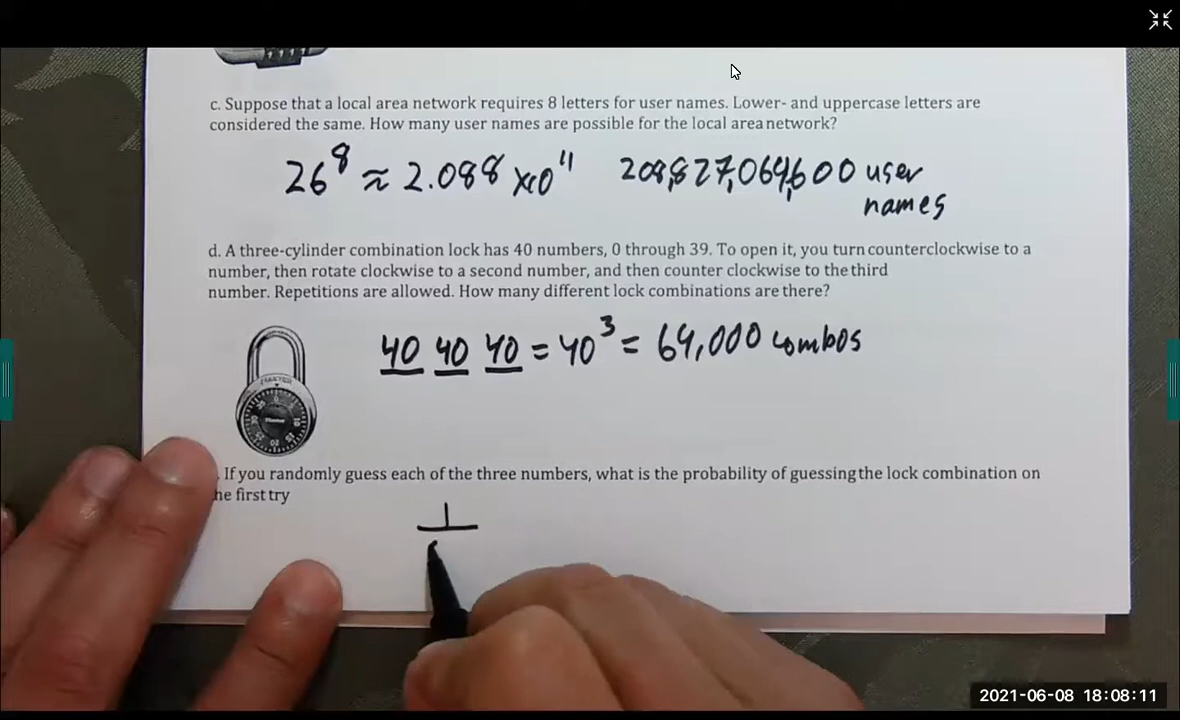 c. Suppose that a local area network requires 8 letters for user names. Lower- and uppercase letters are
considered the same. How many user names are possible for the local area network?
26⁸ ≈ 2.088 ×10¹¹ 208,827,064,600 user
names
d. A three-cylinder combination lock has 40 numbers, 0 through 39. To open it, you turn counterclockwise to a
number, then rotate clockwise to a second number, and then counter clockwise to the third
number. Repetitions are allowed. How many different lock combinations are there?
40 40 40 = 40³ = 64,000 combos
. If you randomly guess each of the three numbers, what is the probability of guessing the lock combination on
he first try
1
2021-06-08 18:08:11